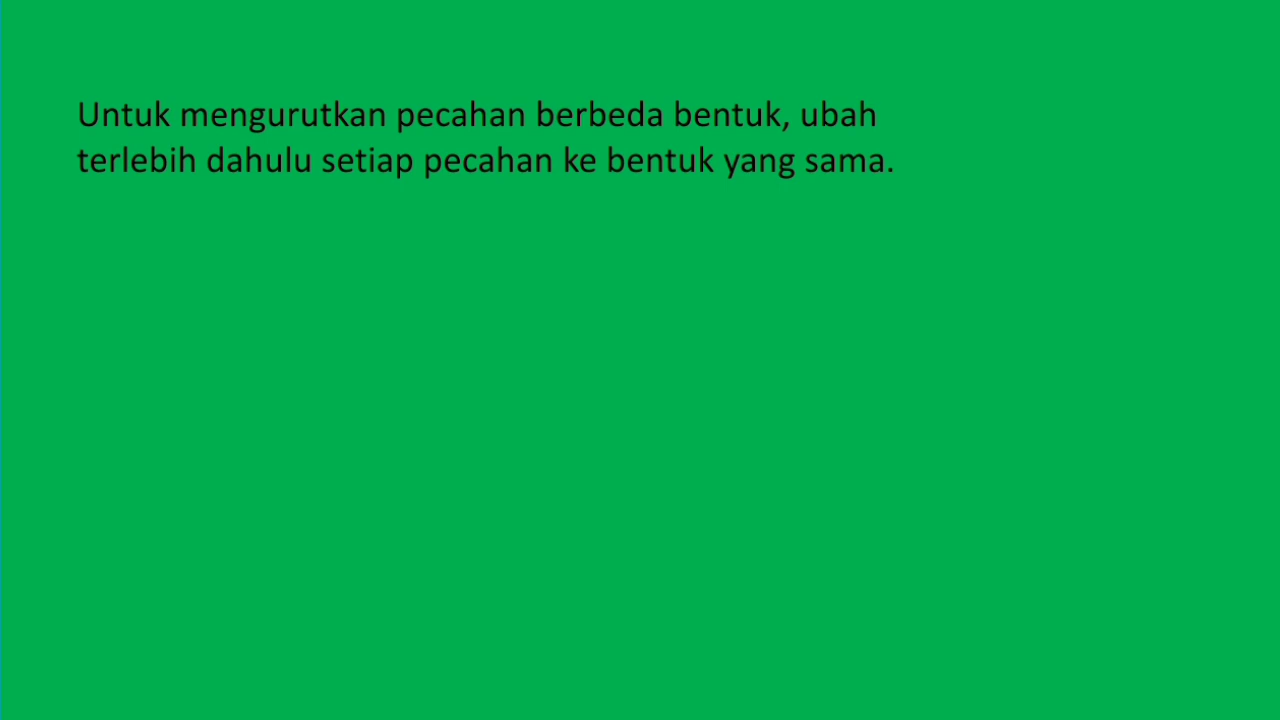 Untuk mengurutkan pecahan berbeda bentuk, ubah
terlebih dahulu setiap pecahan ke bentuk yang sama.